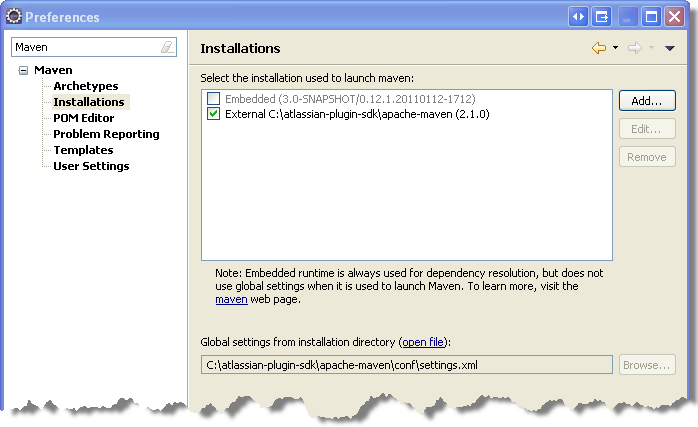 Preferences
Maven
Maven
Archetypes
Installations
POM Editor
Problem Reporting
Templates
User Settings
Installations
Select the installation used to launch maven:
Embedded (3.0-SNAPSHOT/0.12.1.20110112-1712)
External C:\atlassian-plugin-sdk\apache-maven (2.1.0)
Add...
Edit...
Remove
Note: Embedded runtime is always used for dependency resolution, but does not
use global settings when it is used to launch Maven. To learn more, visit the
maven web page.
Global settings from installation directory (open file):
C:\atlassian-plugin-sdk\apache-maven\conf\settings.xml
Browse...